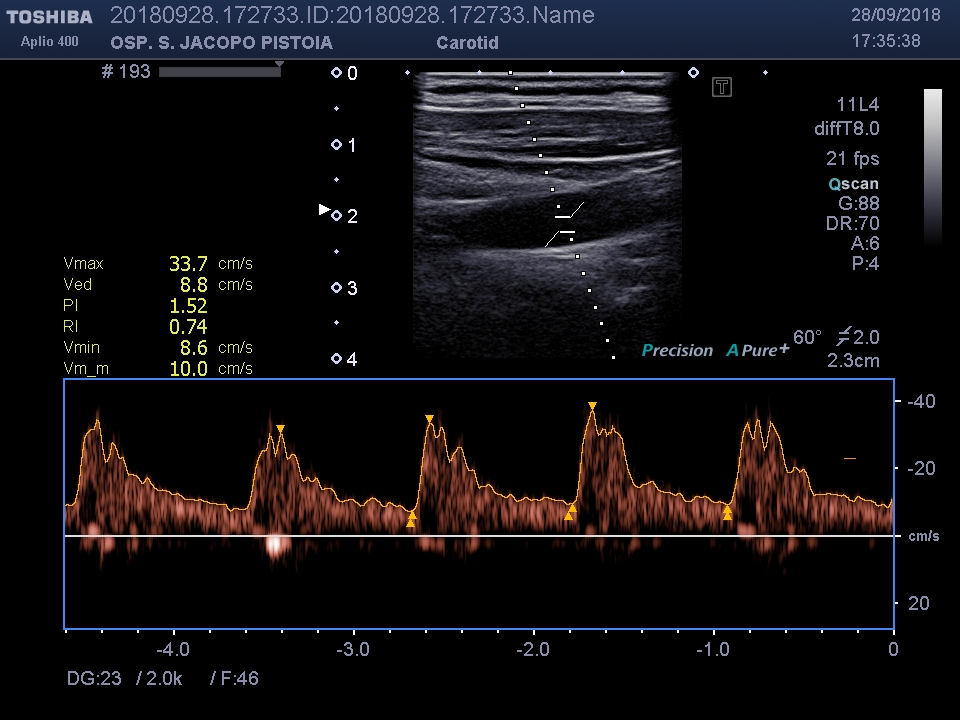 TOSHIBA 20180928.172733.ID:20180928.172733.Name 28/09/2018
Aplio 400 OSP. S. JACOPO PISTOIA Carotid 17:35:38
# 193
0
T
11L4
diffT8.0
1
21 fps
Qscan
G:88
2
DR:70
A:6
P:4
Vmax 33.7 cm/s
Ved 8.8 cm/s
3
PI 1.52
RI 0.74
Vmin 8.6 cm/s
Vm_m 10.0 cm/s
4
Precision A Pure+
60° 2.0
2.3cm
-40
-20
cm/s
20
-4.0 -3.0 -2.0 -1.0 0
DG:23 / 2.0k / F:46